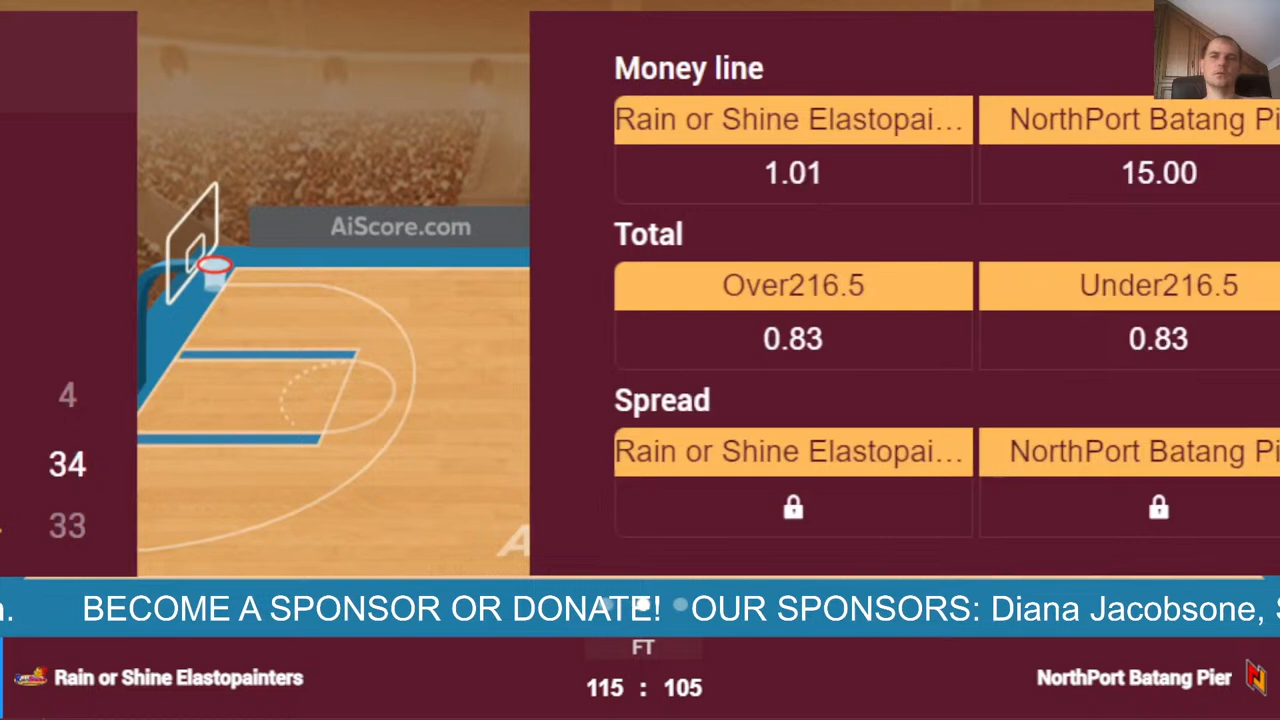 Money line
Rain or Shine Elastopai...
NorthPort Batang Pi
1.01
15.00
AiScore.com
Total
Over216.5
Under216.5
0.83
0.83
Spread
4
Rain or Shine Elastopai...
NorthPort Batang Pi
34
33
BECOME A SPONSOR OR DONATE! OUR SPONSORS: Diana Jacobsone,
FT
Rain or Shine Elastopainters
115 : 105
NorthPort Batang Pier